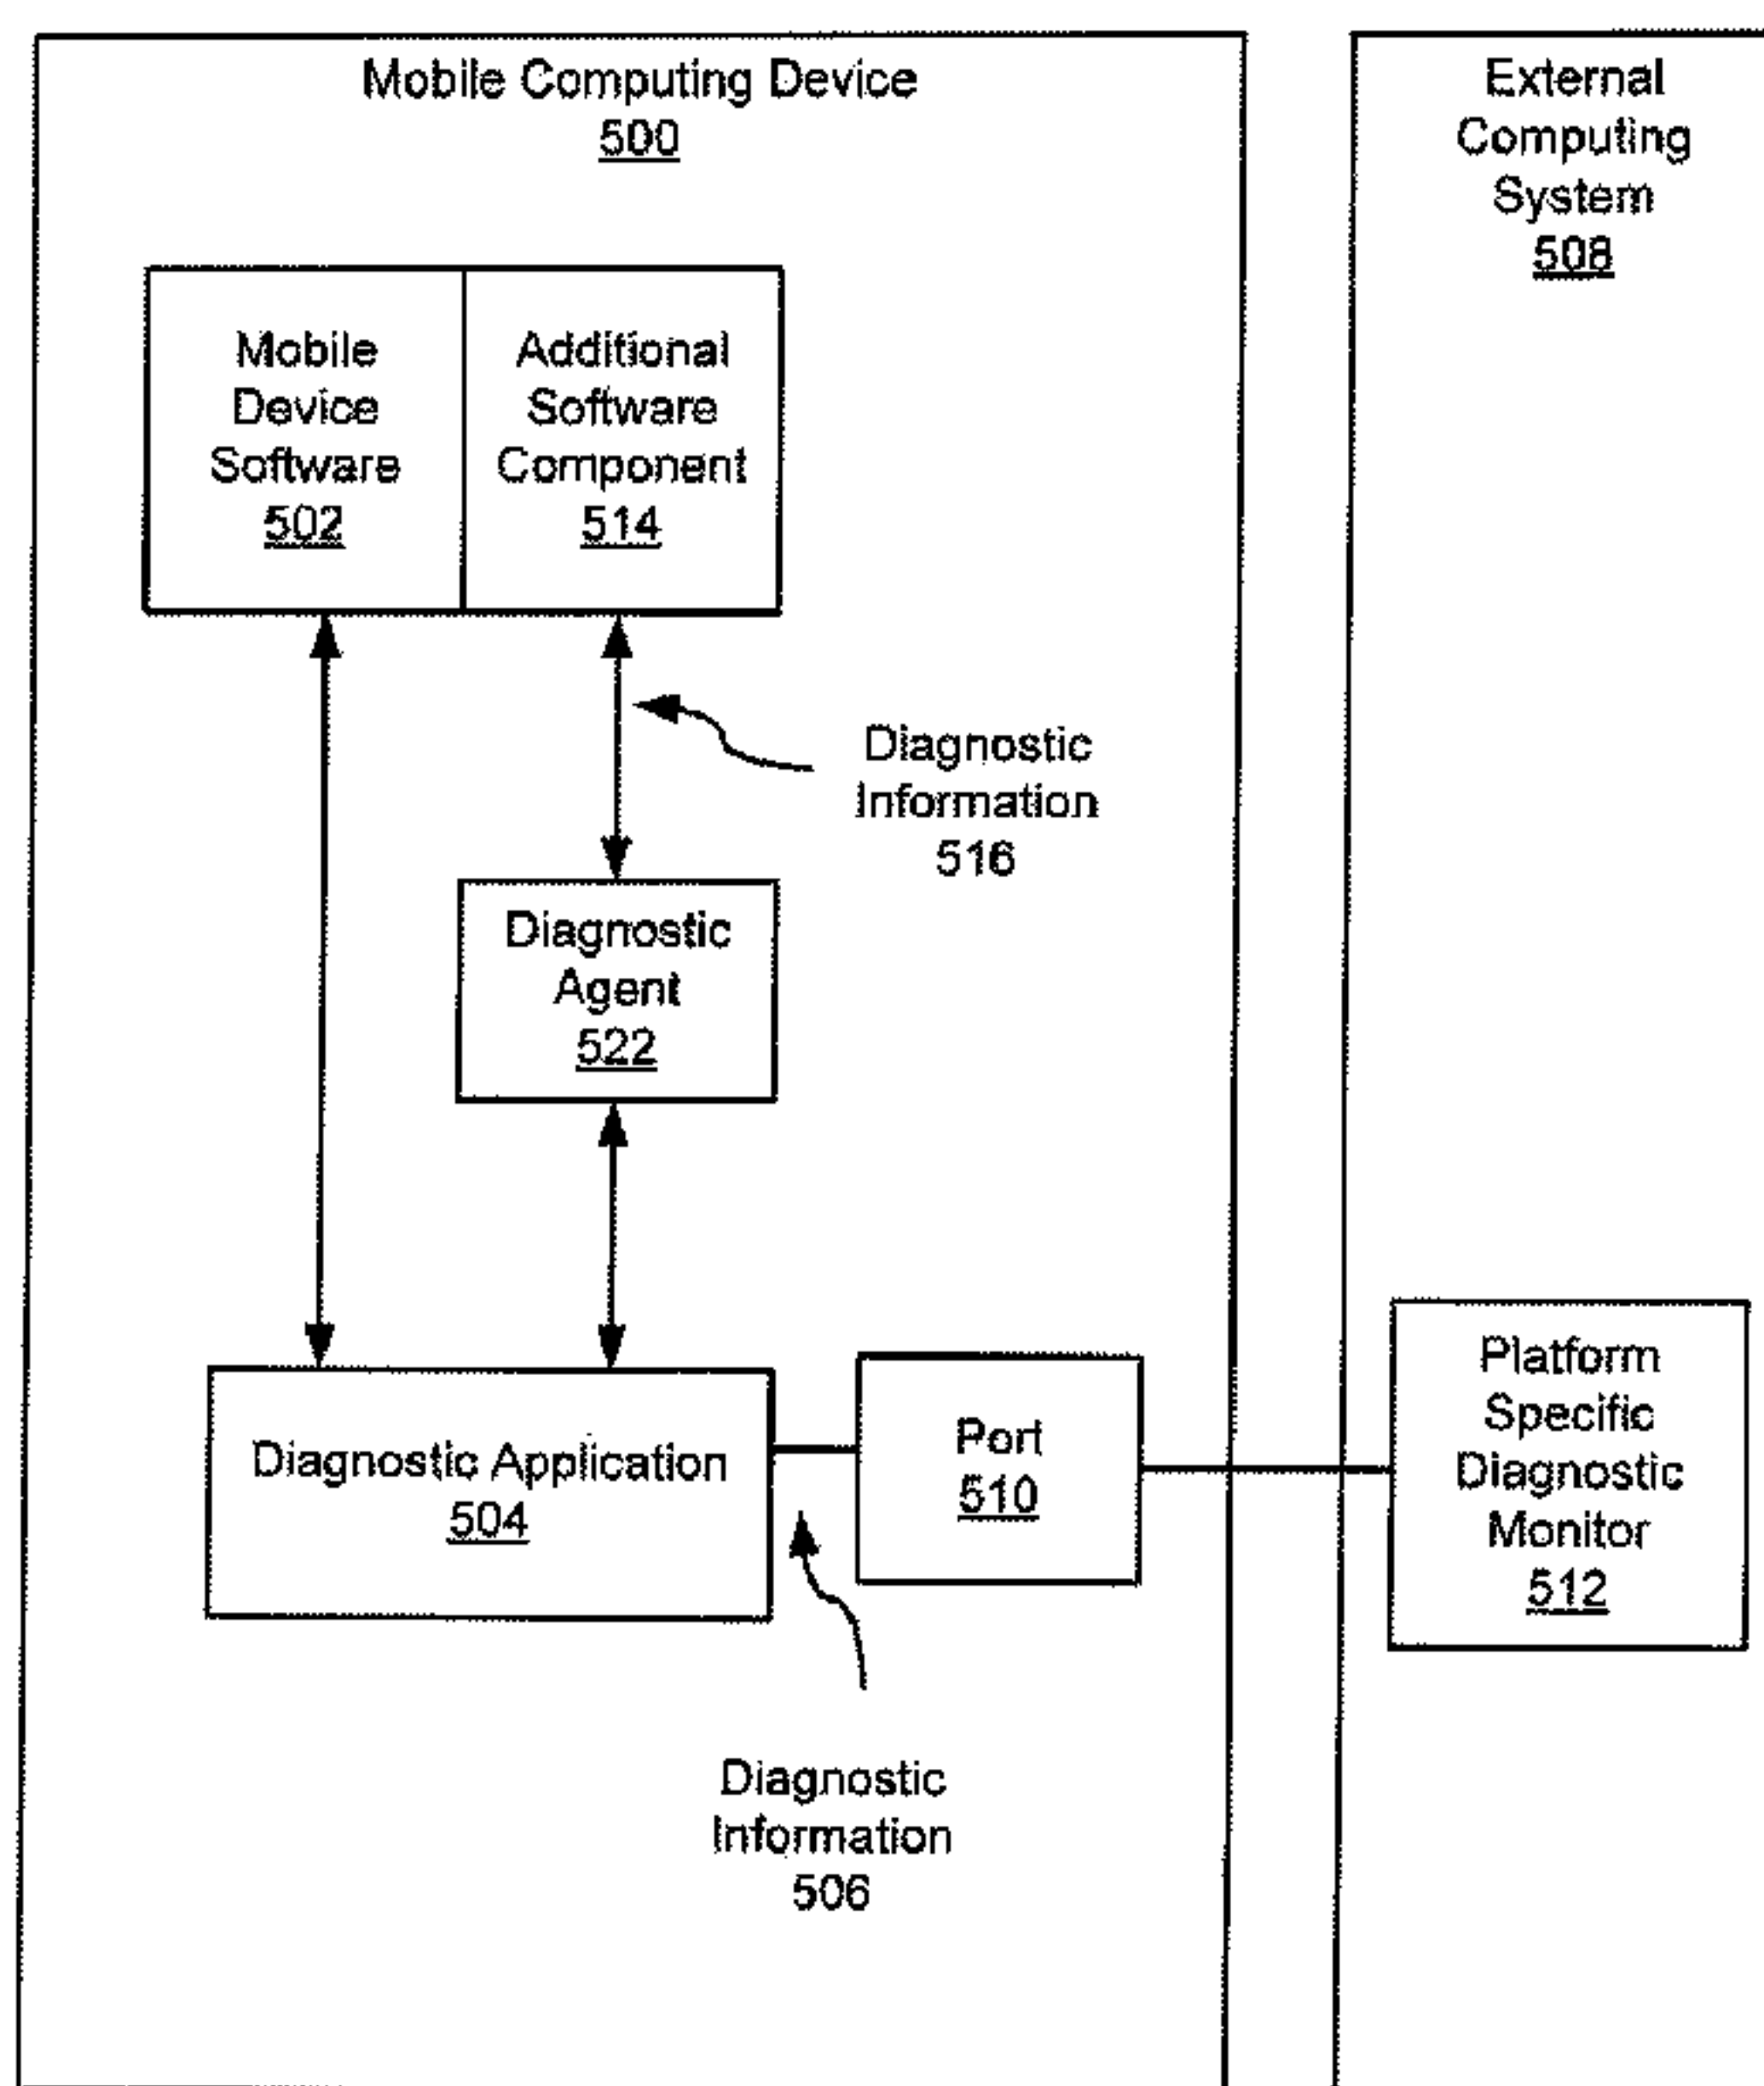 Mobile Computing Device
500
External
Computing
System
508
Mobile
Device
Software
502
Additional
Software
Component
514
Diagnostic
Information
516
Diagnostic
Agent
522
Diagnostic Application
504
Port
510
Platform
Specific
Diagnostic
Monitor
512
Diagnostic
Information
506